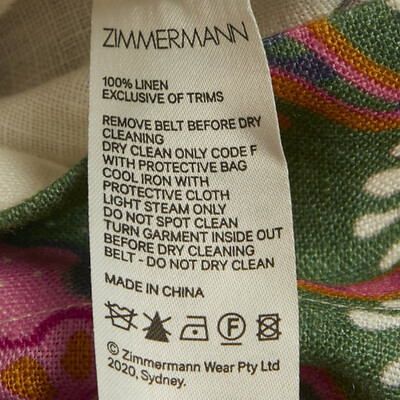 ZIMMERMANN
100% LINEN
EXCLUSIVE OF TRIMS
REMOVE BELT BEFORE DRY
CLEANING
DRY CLEAN ONLY CODE F
WITH PROTECTIVE BAG
COOL IRON WITH
PROTECTIVE CLOTH
LIGHT STEAM ONLY
DO NOT SPOT CLEAN
TURN GARMENT INSIDE OUT
BEFORE DRY CLEANING
BELT - DO NOT DRY CLEAN
MADE IN CHINA
F
© Zimmermann Wear Pty Ltd
2020, Sydney.